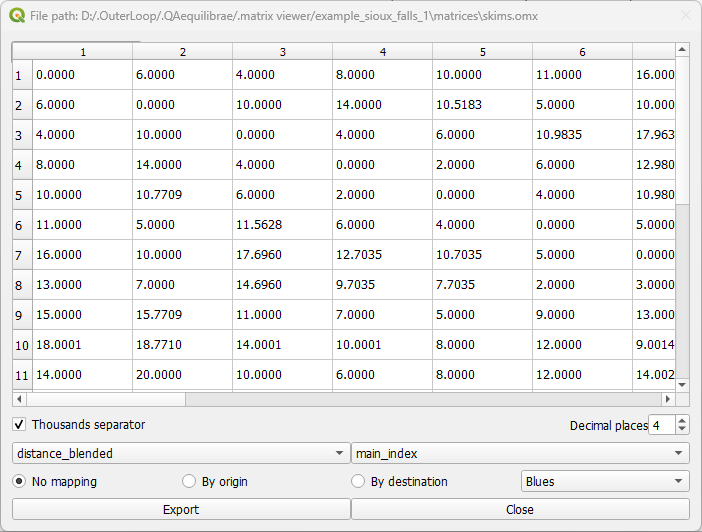 File path: D:/.OuterLoop/.QAequilibrae/.matrix viewer/example_sioux_falls_1\matrices\skims.omx
1 2 3 4 5 6
1 0.0000 6.0000 4.0000 8.0000 10.0000 11.0000 16.000
2 6.0000 0.0000 10.0000 14.0000 10.5183 5.0000 10.000
3 4.0000 10.0000 0.0000 4.0000 6.0000 10.9835 17.963
4 8.0000 14.0000 4.0000 0.0000 2.0000 6.0000 12.980
5 10.0000 10.7709 6.0000 2.0000 0.0000 4.0000 10.980
6 11.0000 5.0000 11.5628 6.0000 4.0000 0.0000 5.0000
7 16.0000 10.0000 17.6960 12.7035 10.7035 5.0000 0.0000
8 13.0000 7.0000 14.6960 9.7035 7.7035 2.0000 3.0000
9 15.0000 15.7709 11.0000 7.0000 5.0000 9.0000 13.000
10 18.0001 18.7710 14.0001 10.0001 8.0000 12.0000 9.0014
11 14.0000 20.0000 10.0000 6.0000 8.0000 12.0000 14.002
Thousands separator Decimal places 4
distance_blended main_index
No mapping By origin By destination Blues
Export Close